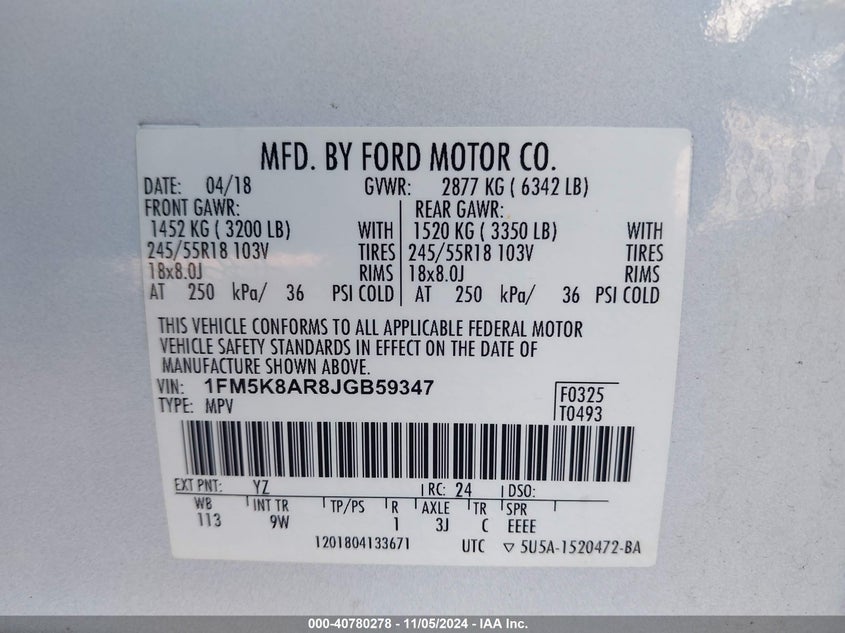 MFD. BY FORD MOTOR CO.
DATE: 04/18 GVWR: 2877 KG ( 6342 LB)
FRONT GAWR: REAR GAWR:
1452 KG ( 3200 LB) WITH 1520 KG ( 3350 LB) WITH
245/55R18 103V TIRES 245/55R18 103V TIRES
18x8.0J RIMS 18x8.0J RIMS
AT 250 kPa/ 36 PSI COLD AT 250 kPa/ 36 PSI COLD
THIS VEHICLE CONFORMS TO ALL APPLICABLE FEDERAL MOTOR
VEHICLE SAFETY STANDARDS IN EFFECT ON THE DATE OF
MANUFACTURE SHOWN ABOVE.
VIN: 1FM5K8AR8JGB59347 F0325
TYPE: MPV T0493
EXT PNT: YZ RC: 24 DSO:
WB INT TR TP/PS R AXLE TR SPR
113 9W 1 3J C EEEE
1201804133671 UTC ▽ 5U5A-1520472-BA
000-40780278 - 11/05/2024 - IAA Inc.